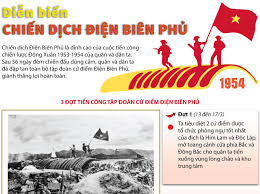 Diễn biến
CHIẾN DỊCH ĐIỆN BIÊN PHỦ
Chiến dịch Điện Biên Phủ là đỉnh cao của cuộc tiến công
chiến lược Đông Xuân 1953-1954 của quân và dân ta.
Sau 56 ngày đêm chiến đấu dũng cảm, quân và dân ta
đã đập tan toàn bộ tập đoàn cứ điểm Điện Biên Phủ,
giành thắng lợi hoàn toàn.
1954
3 ĐỢT TIẾN CÔNG TẬP ĐOÀN CỨ ĐIỂM ĐIỆN BIÊN PHỦ
Đợt 1 (13 đến 17/3)
Ta tiêu diệt 2 cứ điểm được
tổ chức phòng ngự tốt nhất
của địch là Him Lam và Độc Lập,
mở toang cánh cửa phía Bắc và
Đông Bắc cho quân ta tiến
xuống vùng lòng chảo và
khu trung tâm